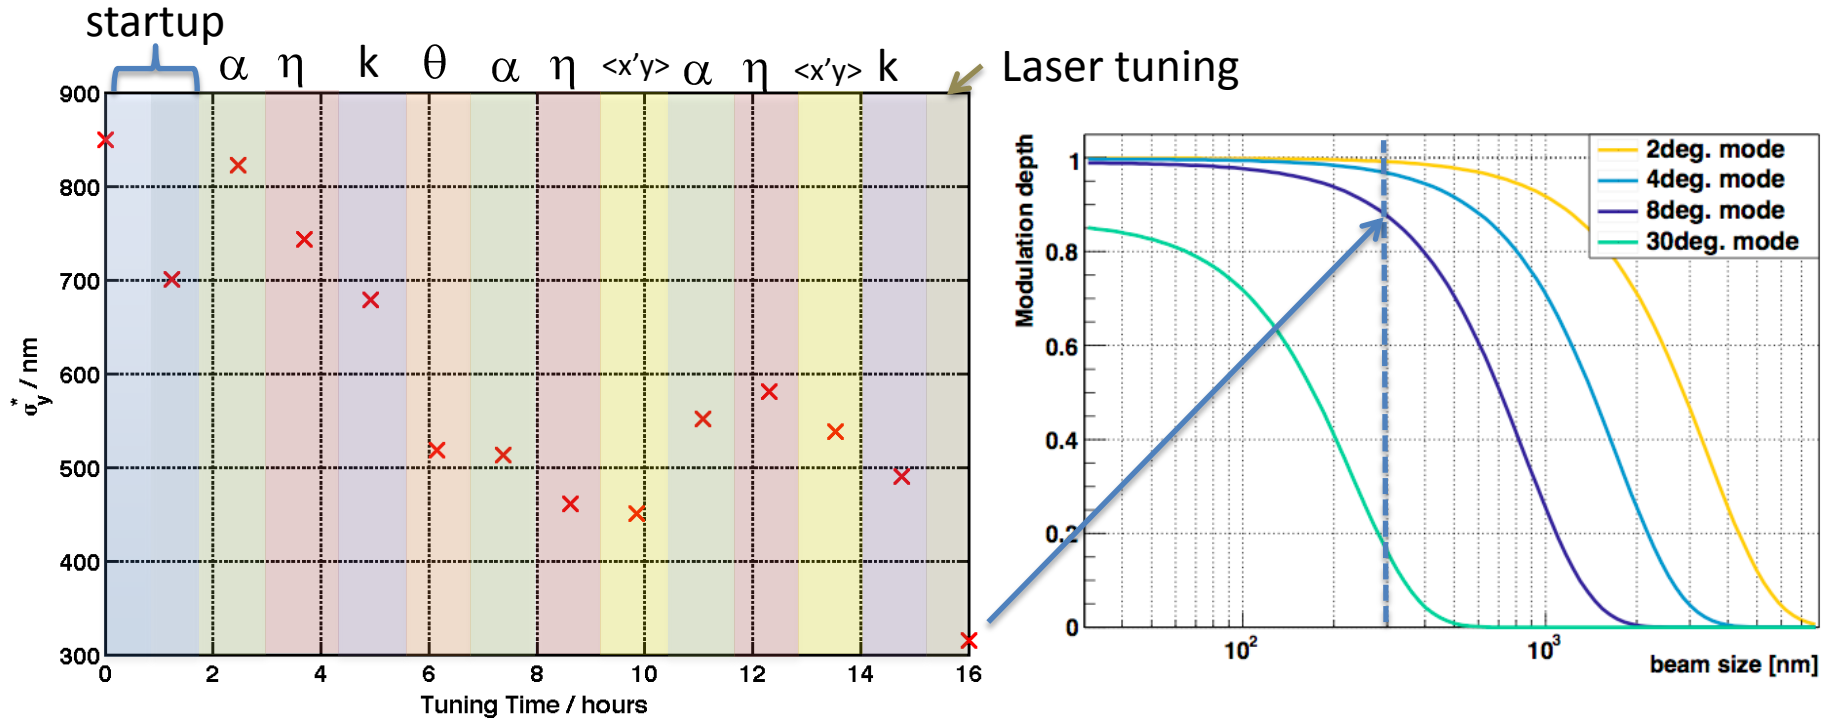 startup
α η k θ α η <x'y> α η <x'y> k
Laser tuning
900
800
700
600
500
400
300
σy* / nm
0 2 4 6 8 10 12 14 16
Tuning Time / hours
Modulation depth
1
0.8
0.6
0.4
0.2
0
2deg. mode
4deg. mode
8deg. mode
30deg. mode
10² 10³
beam size [nm]